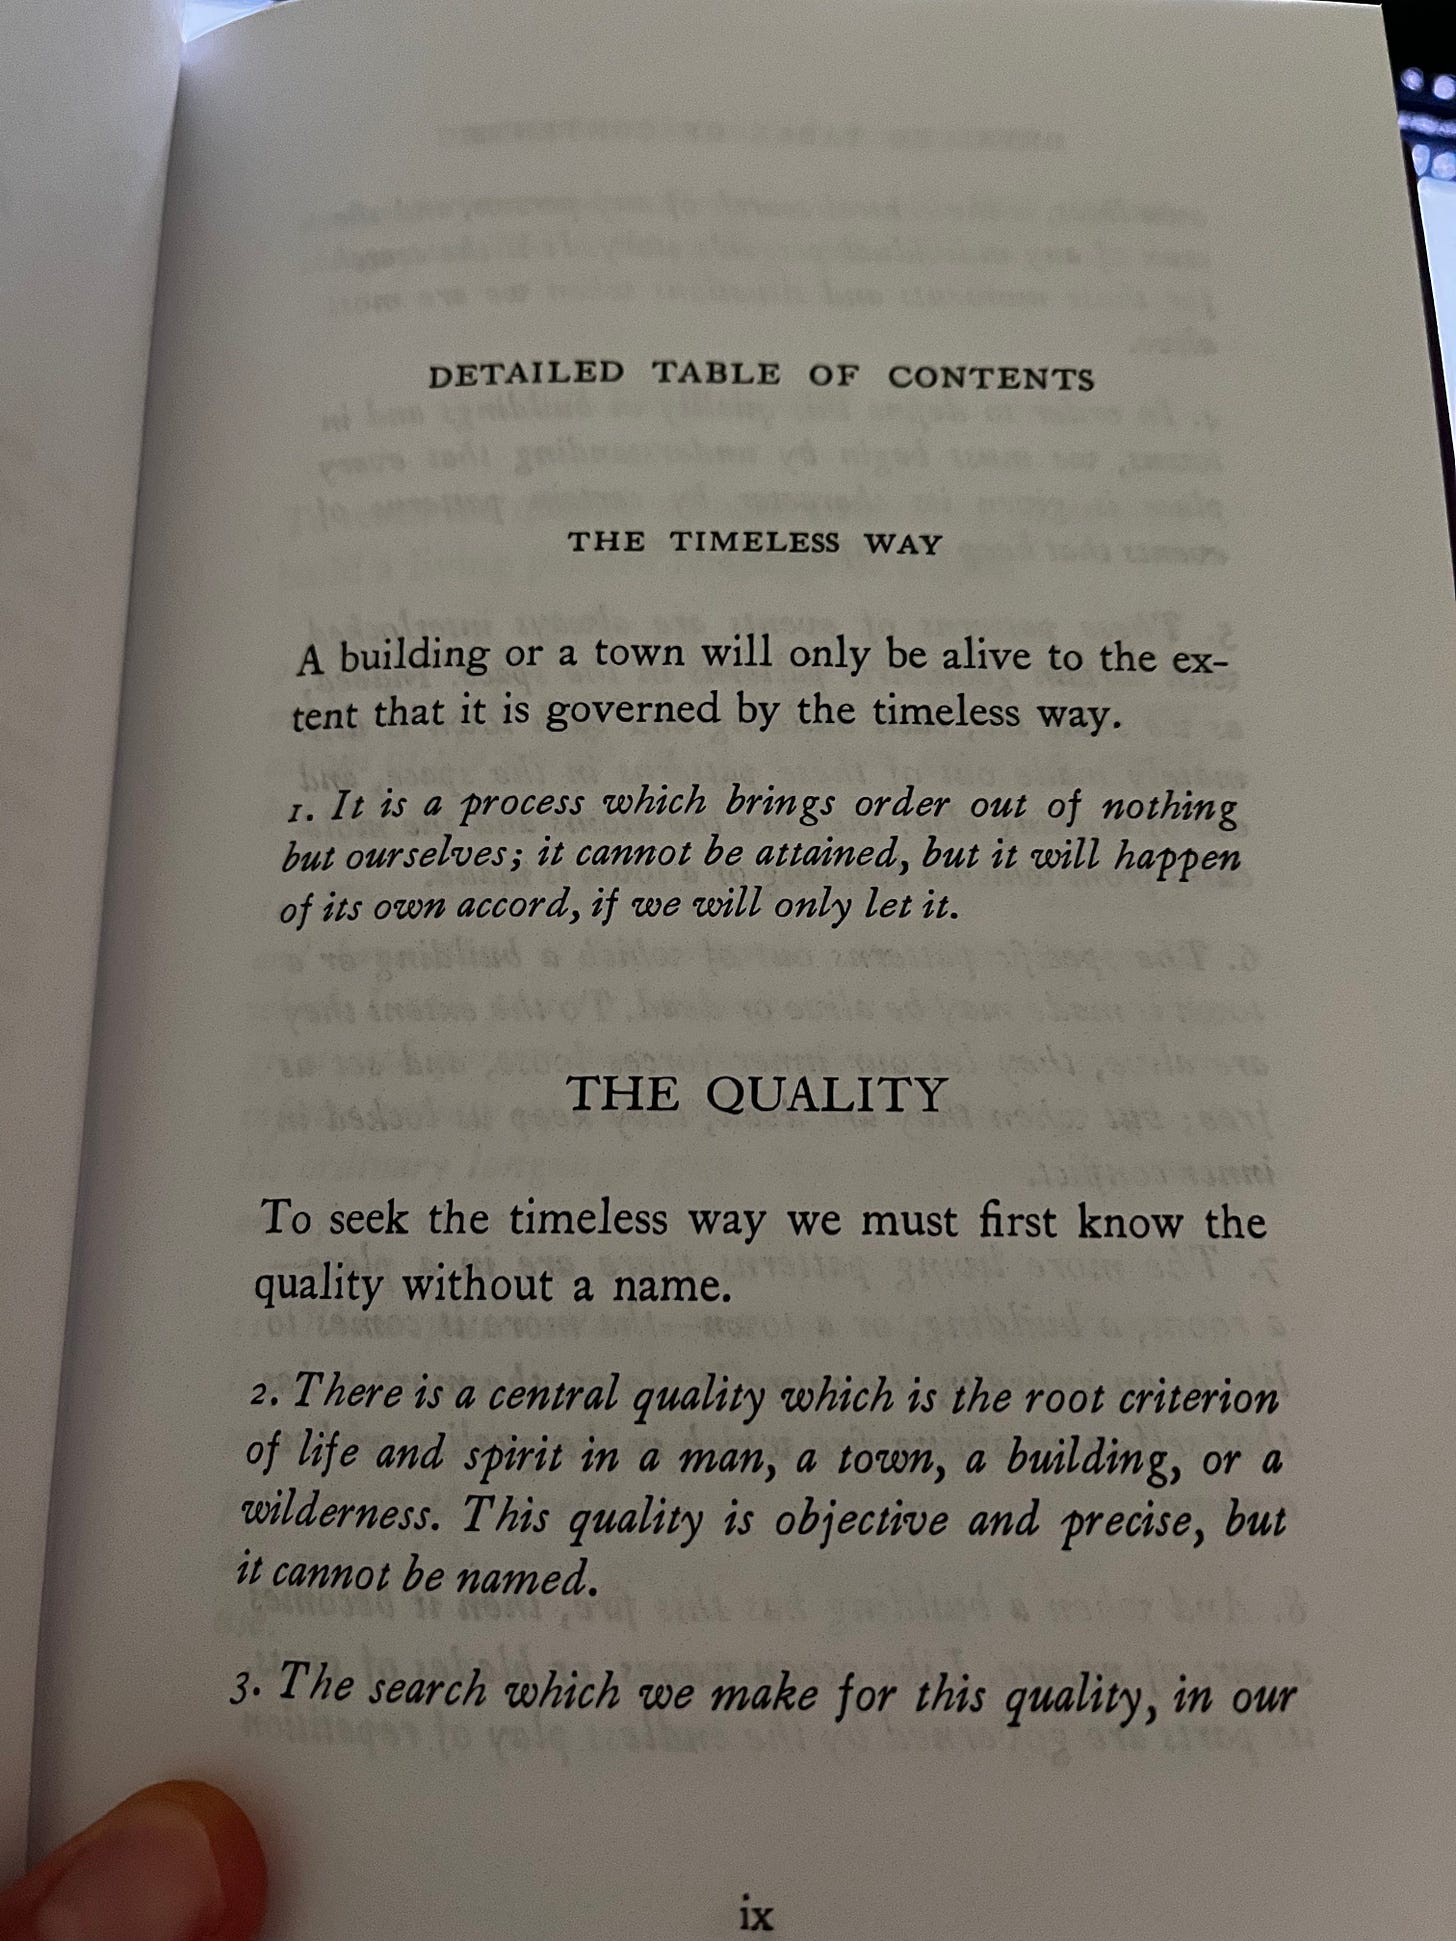 DETAILED TABLE OF CONTENTS
THE TIMELESS WAY
A building or a town will only be alive to the ex-
tent that it is governed by the timeless way.
1. It is a process which brings order out of nothing
but ourselves; it cannot be attained, but it will happen
of its own accord, if we will only let it.
THE QUALITY
To seek the timeless way we must first know the
quality without a name.
2. There is a central quality which is the root criterion
of life and spirit in a man, a town, a building, or a
wilderness. This quality is objective and precise, but
it cannot be named.
3. The search which we make for this quality, in our
ix